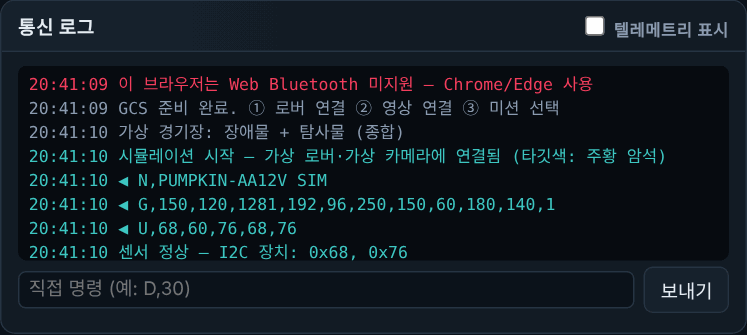 통신 로그
텔레메트리 표시
20:41:09 이 브라우저는 Web Bluetooth 미지원 — Chrome/Edge 사용
20:41:09 GCS 준비 완료. ① 로버 연결 ② 영상 연결 ③ 미션 선택
20:41:10 가상 경기장: 장애물 + 탐사물 (종합)
20:41:10 시뮬레이션 시작 — 가상 로버·가상 카메라에 연결됨 (타깃색: 주황 암석)
20:41:10 ◀ N,PUMPKIN-AA12V SIM
20:41:10 ◀ G,150,120,1281,192,96,250,150,60,180,140,1
20:41:10 ◀ U,68,60,76,68,76
20:41:10 센서 정상 — I2C 장치: 0x68, 0x76
직접 명령 (예: D,30)
보내기